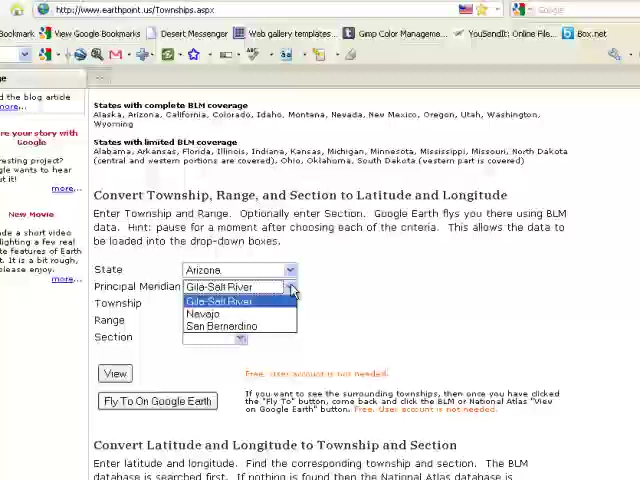 http://www.earthpoint.us/Townships.aspx
Google
Bookmark
View Google Bookmarks
Desert Messenger
Web gallery templates...
Gimp Color Manageme...
YouSendIt: Online File...
Box.net
ge
d the blog article
more...
re your story with
Google
resting project?
gle wants to hear
ut it!
more...
New Movie
de a short video
lighting a few real
te features of Earth
t. It is a bit rough,
lease enjoy.
more...
States with complete BLM coverage
Alaska, Arizona, California, Colorado, Idaho, Montana, Nevada, New Mexico, Oregon, Utah, Washington,
Wyoming
States with limited BLM coverage
Alabama, Arkansas, Florida, Illinois, Indiana, Kansas, Michigan, Minnesota, Mississippi, Missouri, North Dakota
(central and western portions are covered), Ohio, Oklahoma, South Dakota (western part is covered)
Convert Township, Range, and Section to Latitude and Longitude
Enter Township and Range. Optionally enter Section. Google Earth flys you there using BLM
data. Hint: pause for a moment after choosing each of the criteria. This allows the data to
be loaded into the drop-down boxes.
State Arizona
Principal Meridian Gila-Salt River
Township Gila-Salt River
Navajo
Range San Bernardino
Section
View
Free. User account is not needed.
Fly To On Google Earth
If you want to see the surrounding townships, then once you have clicked
the "Fly To" button, come back and click the BLM or National Atlas "View
on Google Earth" button. Free. User account is not needed.
Convert Latitude and Longitude to Township and Section
Enter latitude and longitude. Find the corresponding township and section. The BLM
database is searched first. If nothing is found then the National Atlas database is